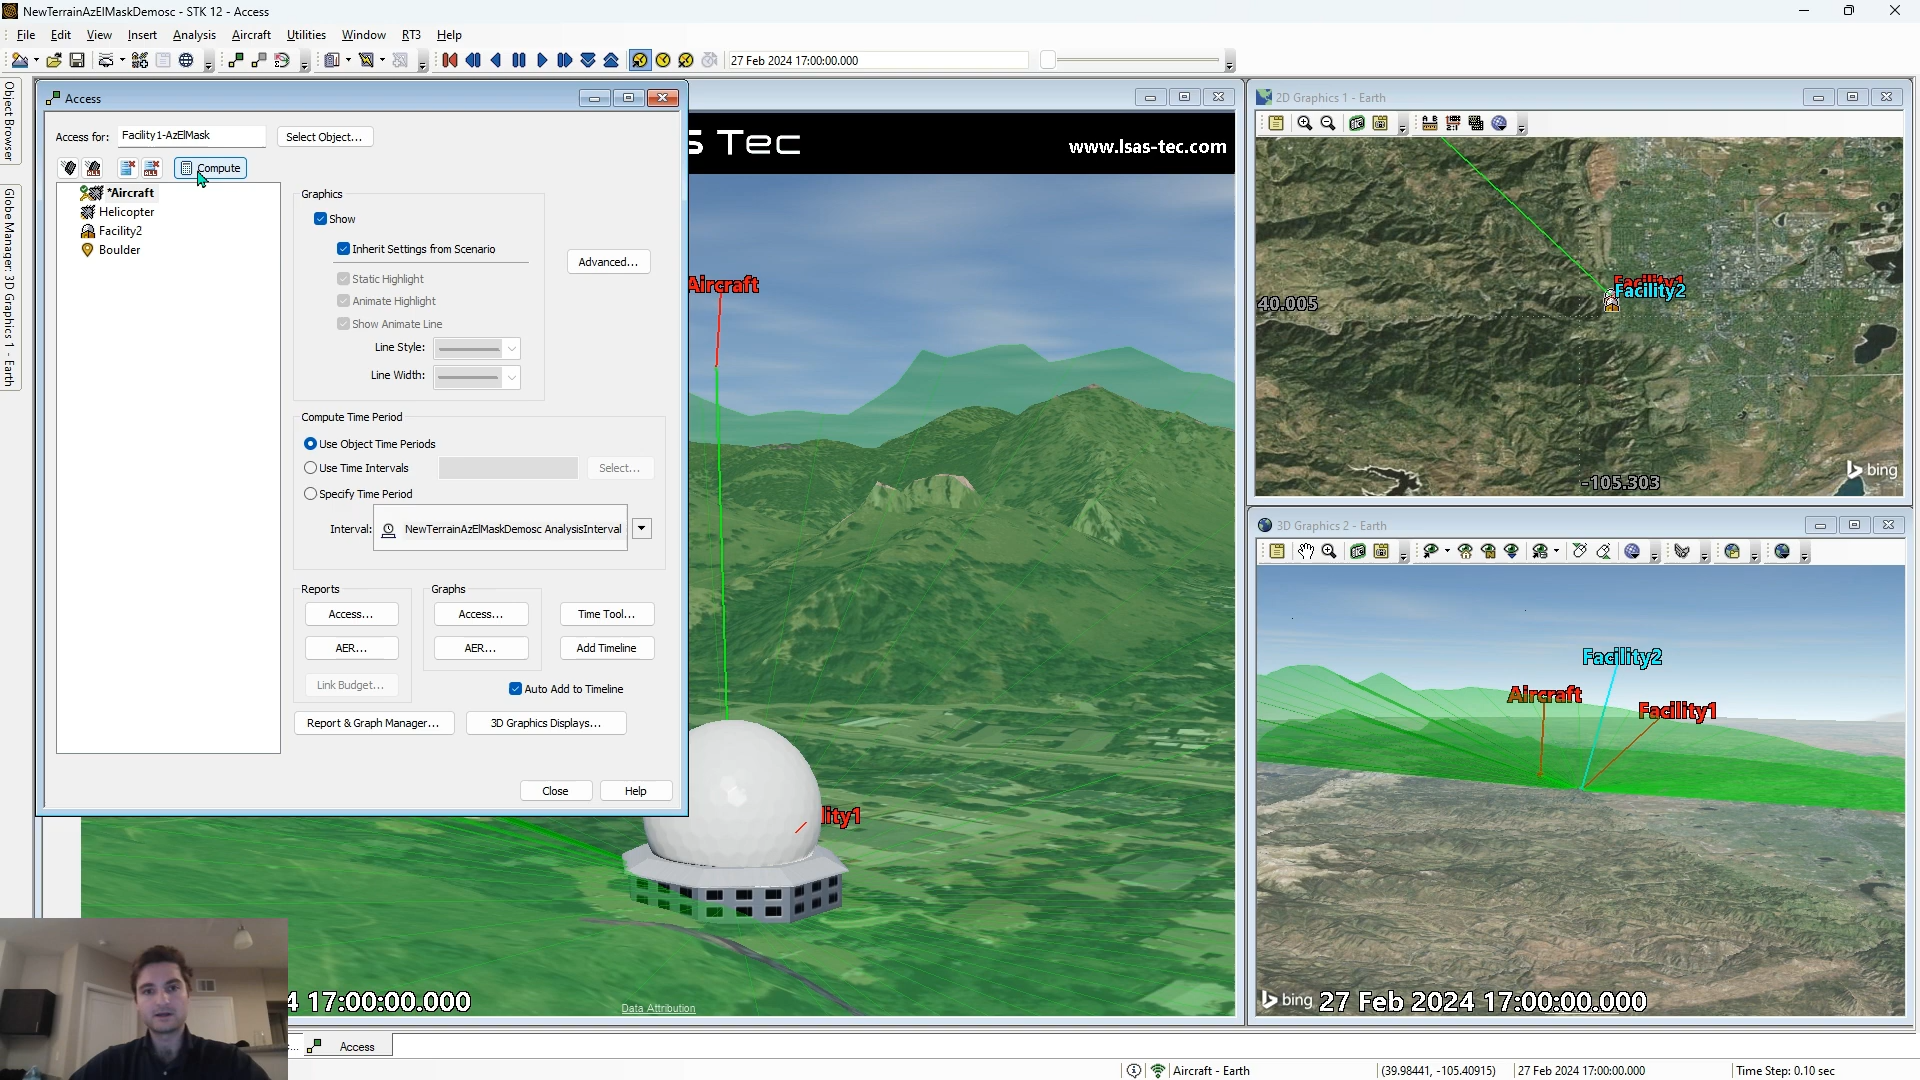 NewTerrainAzElMaskDemosc - STK 12 - Access
File Edit View Insert Analysis Aircraft Utilities Window RT3 Help
27 Feb 2024 17:00:00.000
Object Browser
Globe Manager: 3D Graphics 1 - Earth
Access
Access for: Facility1-AzElMask Select Object...
ALL ALL Compute
*Aircraft
Helicopter
Facility2
Boulder
Graphics
Show
Inherit Settings from Scenario
Advanced...
Static Highlight
Animate Highlight
Show Animate Line
Line Style:
Line Width:
Compute Time Period
Use Object Time Periods
Use Time Intervals Select...
Specify Time Period
Interval: NewTerrainAzElMaskDemosc AnalysisInterval
Reports Graphs
Access... Access... Time Tool...
AER... AER... Add Timeline
Link Budget... Auto Add to Timeline
Report & Graph Manager... 3D Graphics Displays...
Close Help
S Tec
www.lsas-tec.com
Aircraft
lity1
4 17:00:00.000
Data Attribution
2D Graphics 1 - Earth
Facility1
Facility2
40.005
-105.303
bing
3D Graphics 2 - Earth
Facility2
Aircraft
Facility1
bing 27 Feb 2024 17:00:00.000
... Access
Aircraft - Earth (39.98441, -105.40915) 27 Feb 2024 17:00:00.000 Time Step: 0.10 sec